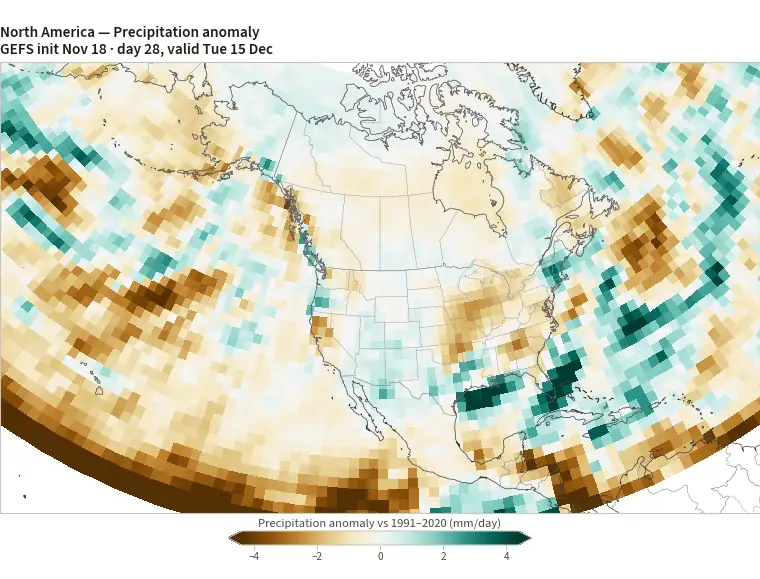 North America — Precipitation anomaly
GEFS init Nov 18 · day 28, valid Tue 15 Dec
Precipitation anomaly vs 1991–2020 (mm/day)
−4 −2 0 2 4